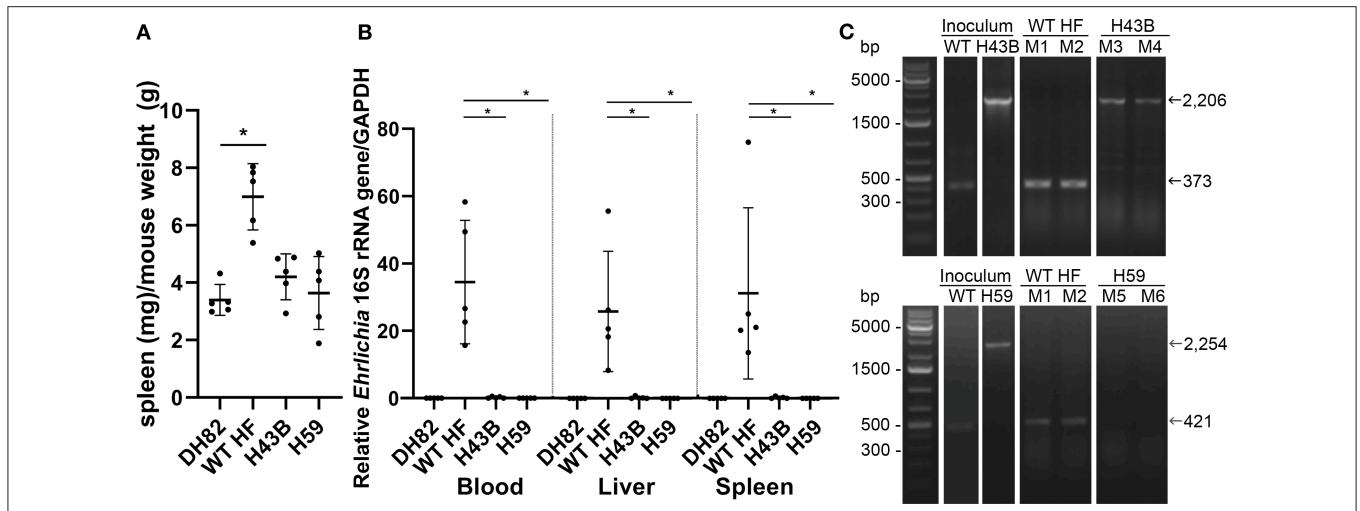 A
spleen (mg)/mouse weight (g)
10
8
6
4
2
0
*
DH82
WT HF
H43B
H59
B
Relative Ehrlichia 16S rRNA gene/GAPDH
80
60
40
20
0
*
*
*
*
*
*
DH82
WT HF
H43B
H59
DH82
WT HF
H43B
H59
DH82
WT HF
H43B
H59
Blood
Liver
Spleen
C
Inoculum WT HF H43B
bp WT H43B M1 M2 M3 M4
5000 -
1500 -
500 -
300 -
←2,206
←373
Inoculum WT HF H59
bp WT H59 M1 M2 M5 M6
5000 -
1500 -
500 -
300 -
←2,254
←421